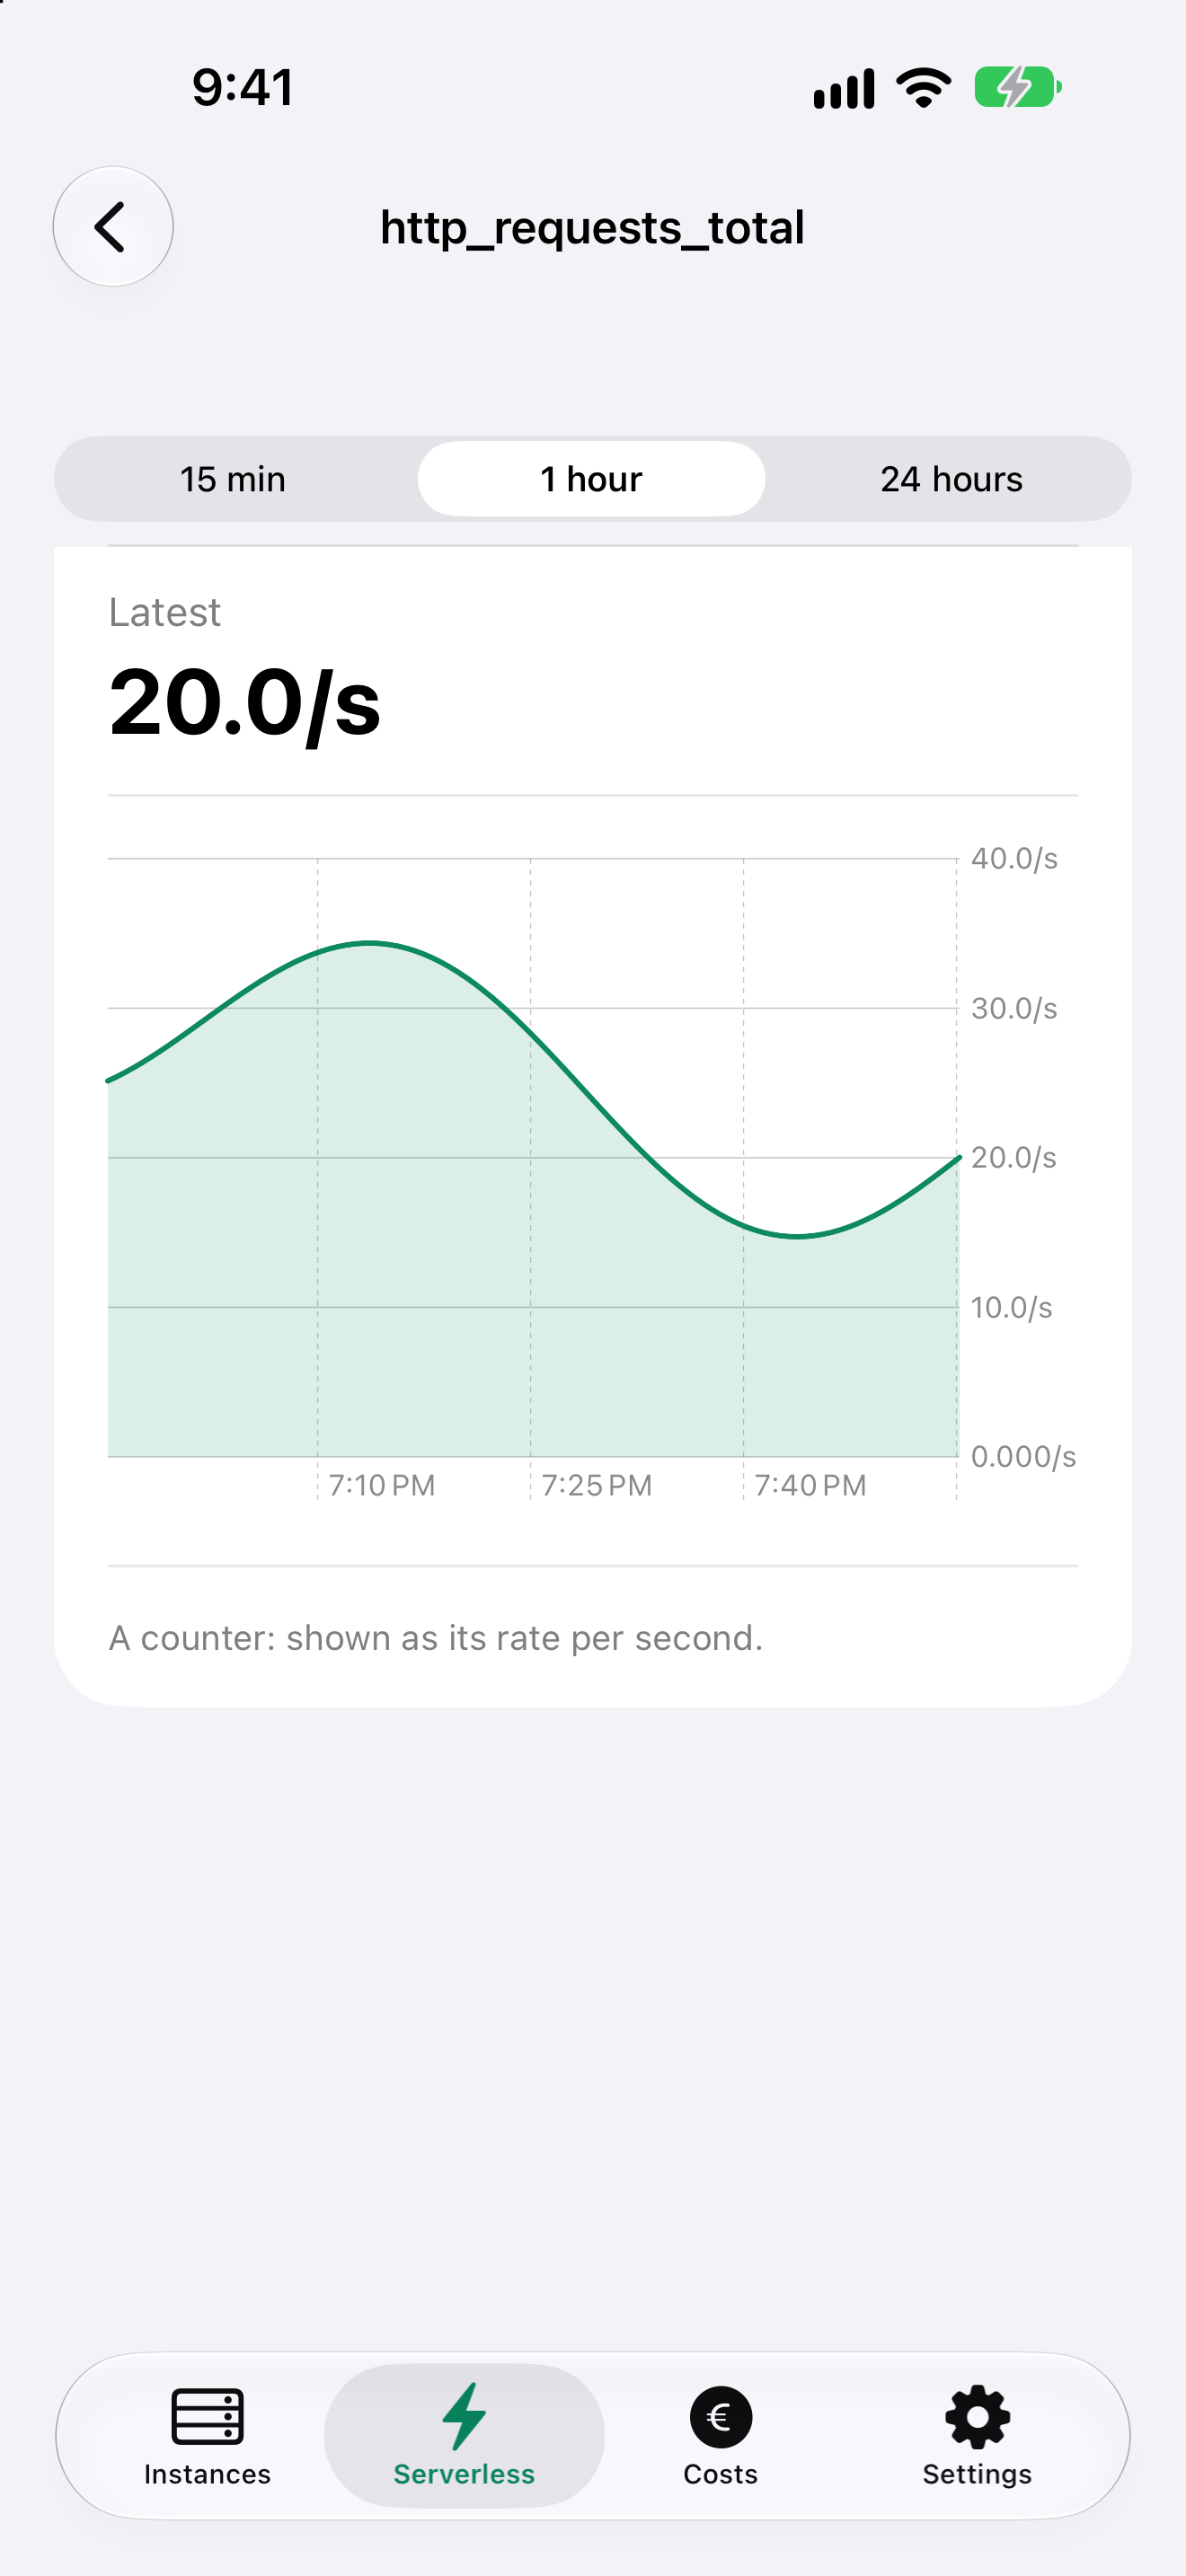 9:41
http_requests_total
15 min
1 hour
24 hours
Latest
20.0/s
40.0/s
30.0/s
20.0/s
10.0/s
0.000/s
7:10 PM
7:25 PM
7:40 PM
A counter: shown as its rate per second.
Instances
Serverless
€
Costs
Settings